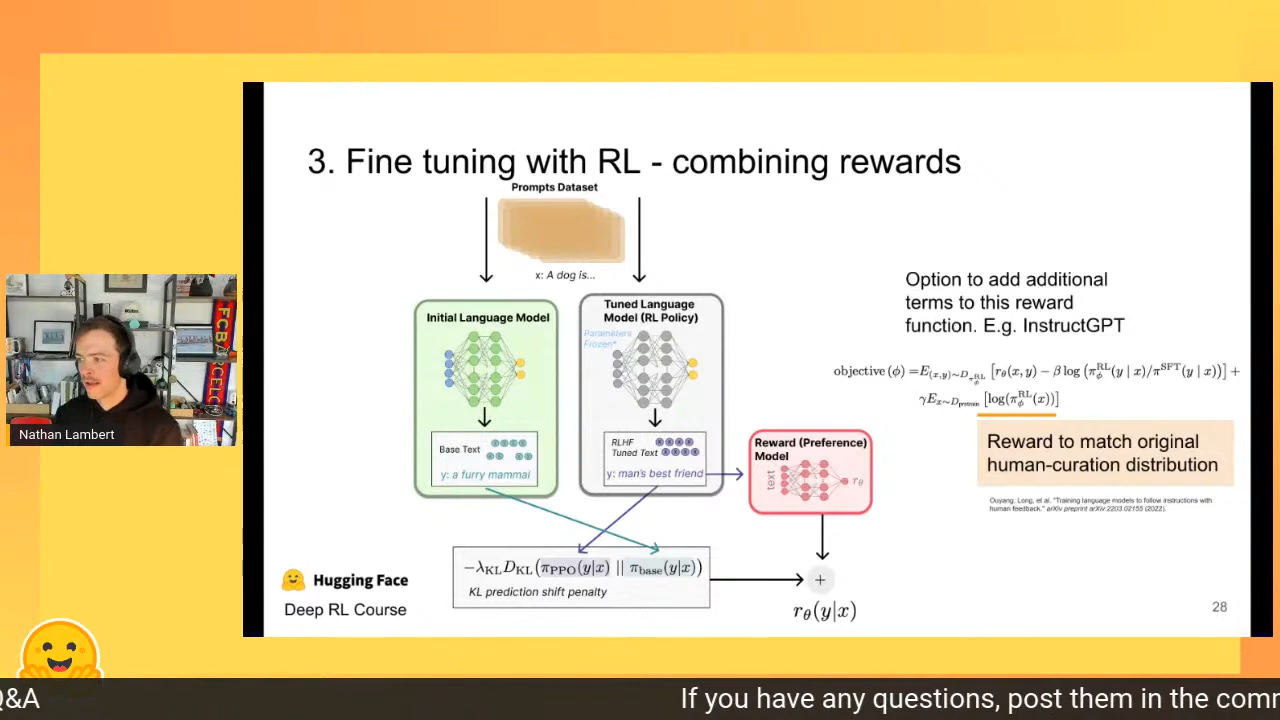 3. Fine tuning with RL - combining rewards
Prompts Dataset
x: A dog is...
Initial Language Model
Base Text
y: a furry mammal
Tuned Language
Model (RL Policy)
Parameters
Frozen*
RLHF
Tuned Text
y: man's best friend
Reward (Preference)
Model
text
rθ
−λKL DKL(πPPO(y|x) || πbase(y|x))
KL prediction shift penalty
+
rθ(y|x)
Option to add additional
terms to this reward
function. E.g. InstructGPT
objective (ϕ) =E(x,y)∼DπϕRL [rθ(x, y) − β log (πϕRL(y | x)/πSFT(y | x))] +
γEx∼Dpretrain [log(πϕRL(x))]
Reward to match original
human-curation distribution
Ouyang, Long, et al. "Training language models to follow instructions with
human feedback." arXiv preprint arXiv:2203.02155 (2022).
Hugging Face
Deep RL Course
28
FCBARCELO
Nathan Lambert
Q&A
If you have any questions, post them in the comm